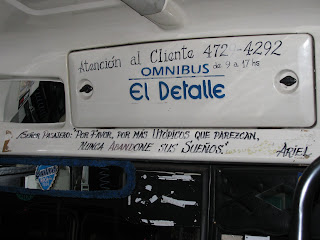 Atención al Cliente 472-4292
OMNIBUS de 9 a 17 hs
El Detalle
¡SEÑOR PASAJERO: "POR FAVOR, POR MÁS UTÓPICOS QUE PAREZCAN,
NUNCA ABANDONE SUS SUEÑOS."
ARIEL